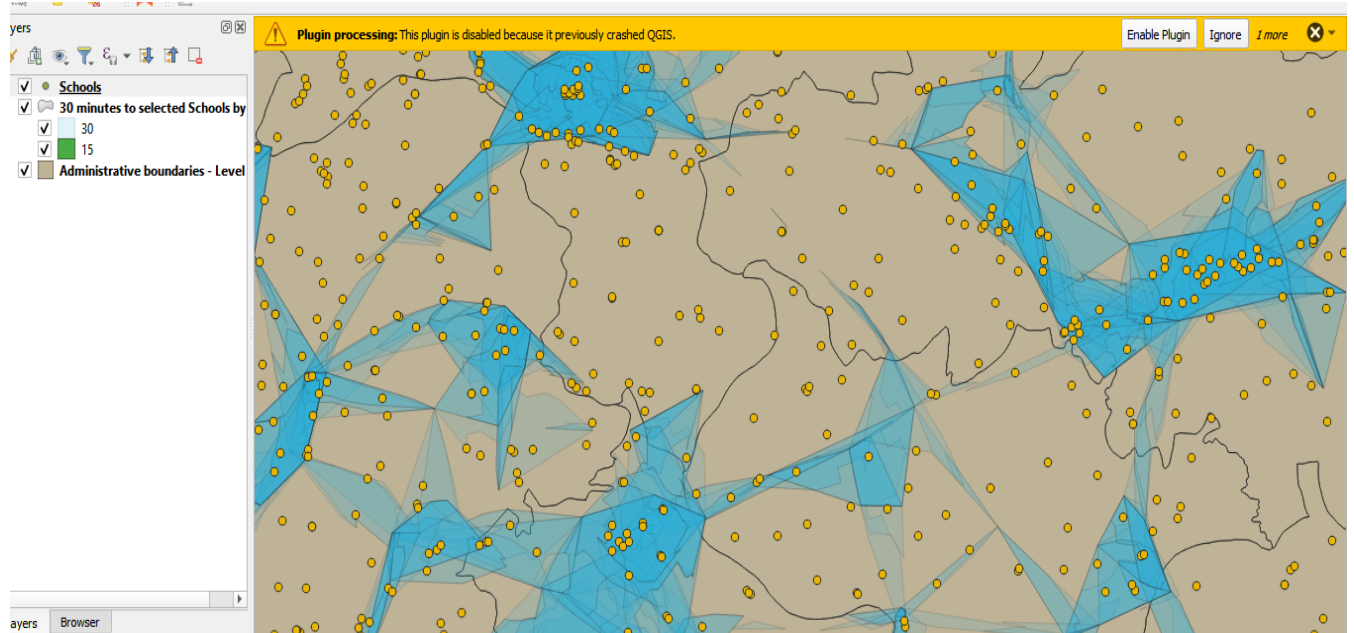 yers
Plugin processing: This plugin is disabled because it previously crashed QGIS.
Enable Plugin
Ignore
1 more
Schools
30 minutes to selected Schools by
30
15
Administrative boundaries - Level
ayers
Browser